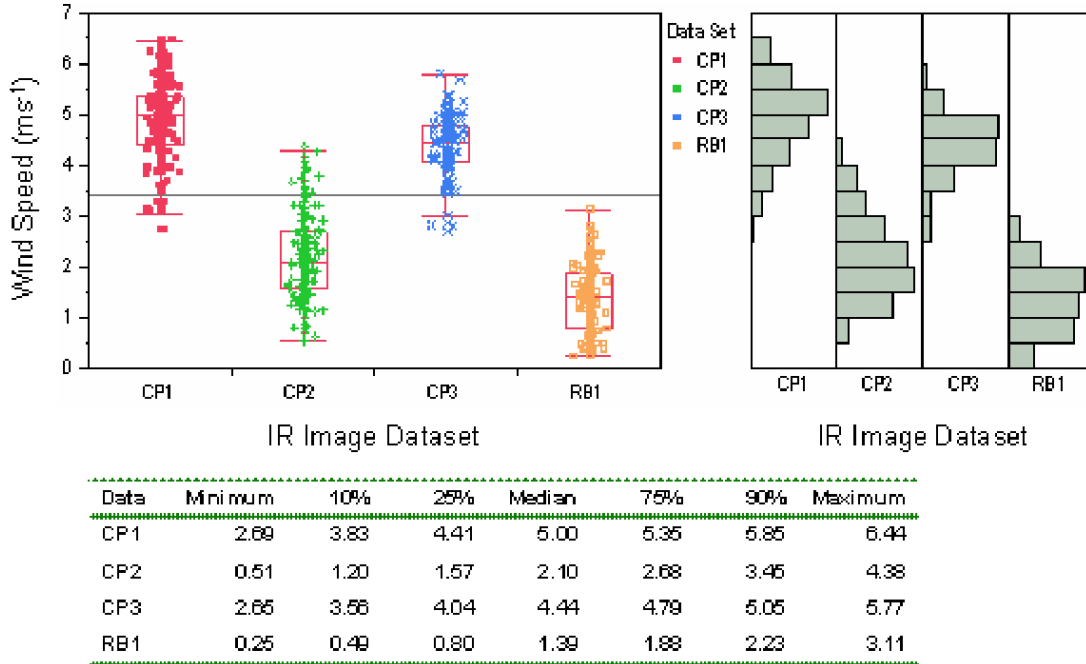 7
6
5
4
3
2
1
0
Wind Speed (ms⁻¹)
CP1 CP2 CP3 RB1
IR Image Dataset
Data Set
CP1
CP2
CP3
RB1
CP1 CP2 CP3 RB1
IR Image Dataset
Data Minimum 10% 25% Median 75% 90% Maximum
CP1 2.69 3.83 4.41 5.00 5.35 5.85 6.44
CP2 0.51 1.20 1.57 2.10 2.68 3.45 4.38
CP3 2.65 3.56 4.04 4.44 4.79 5.05 5.77
RB1 0.25 0.49 0.80 1.39 1.88 2.23 3.11